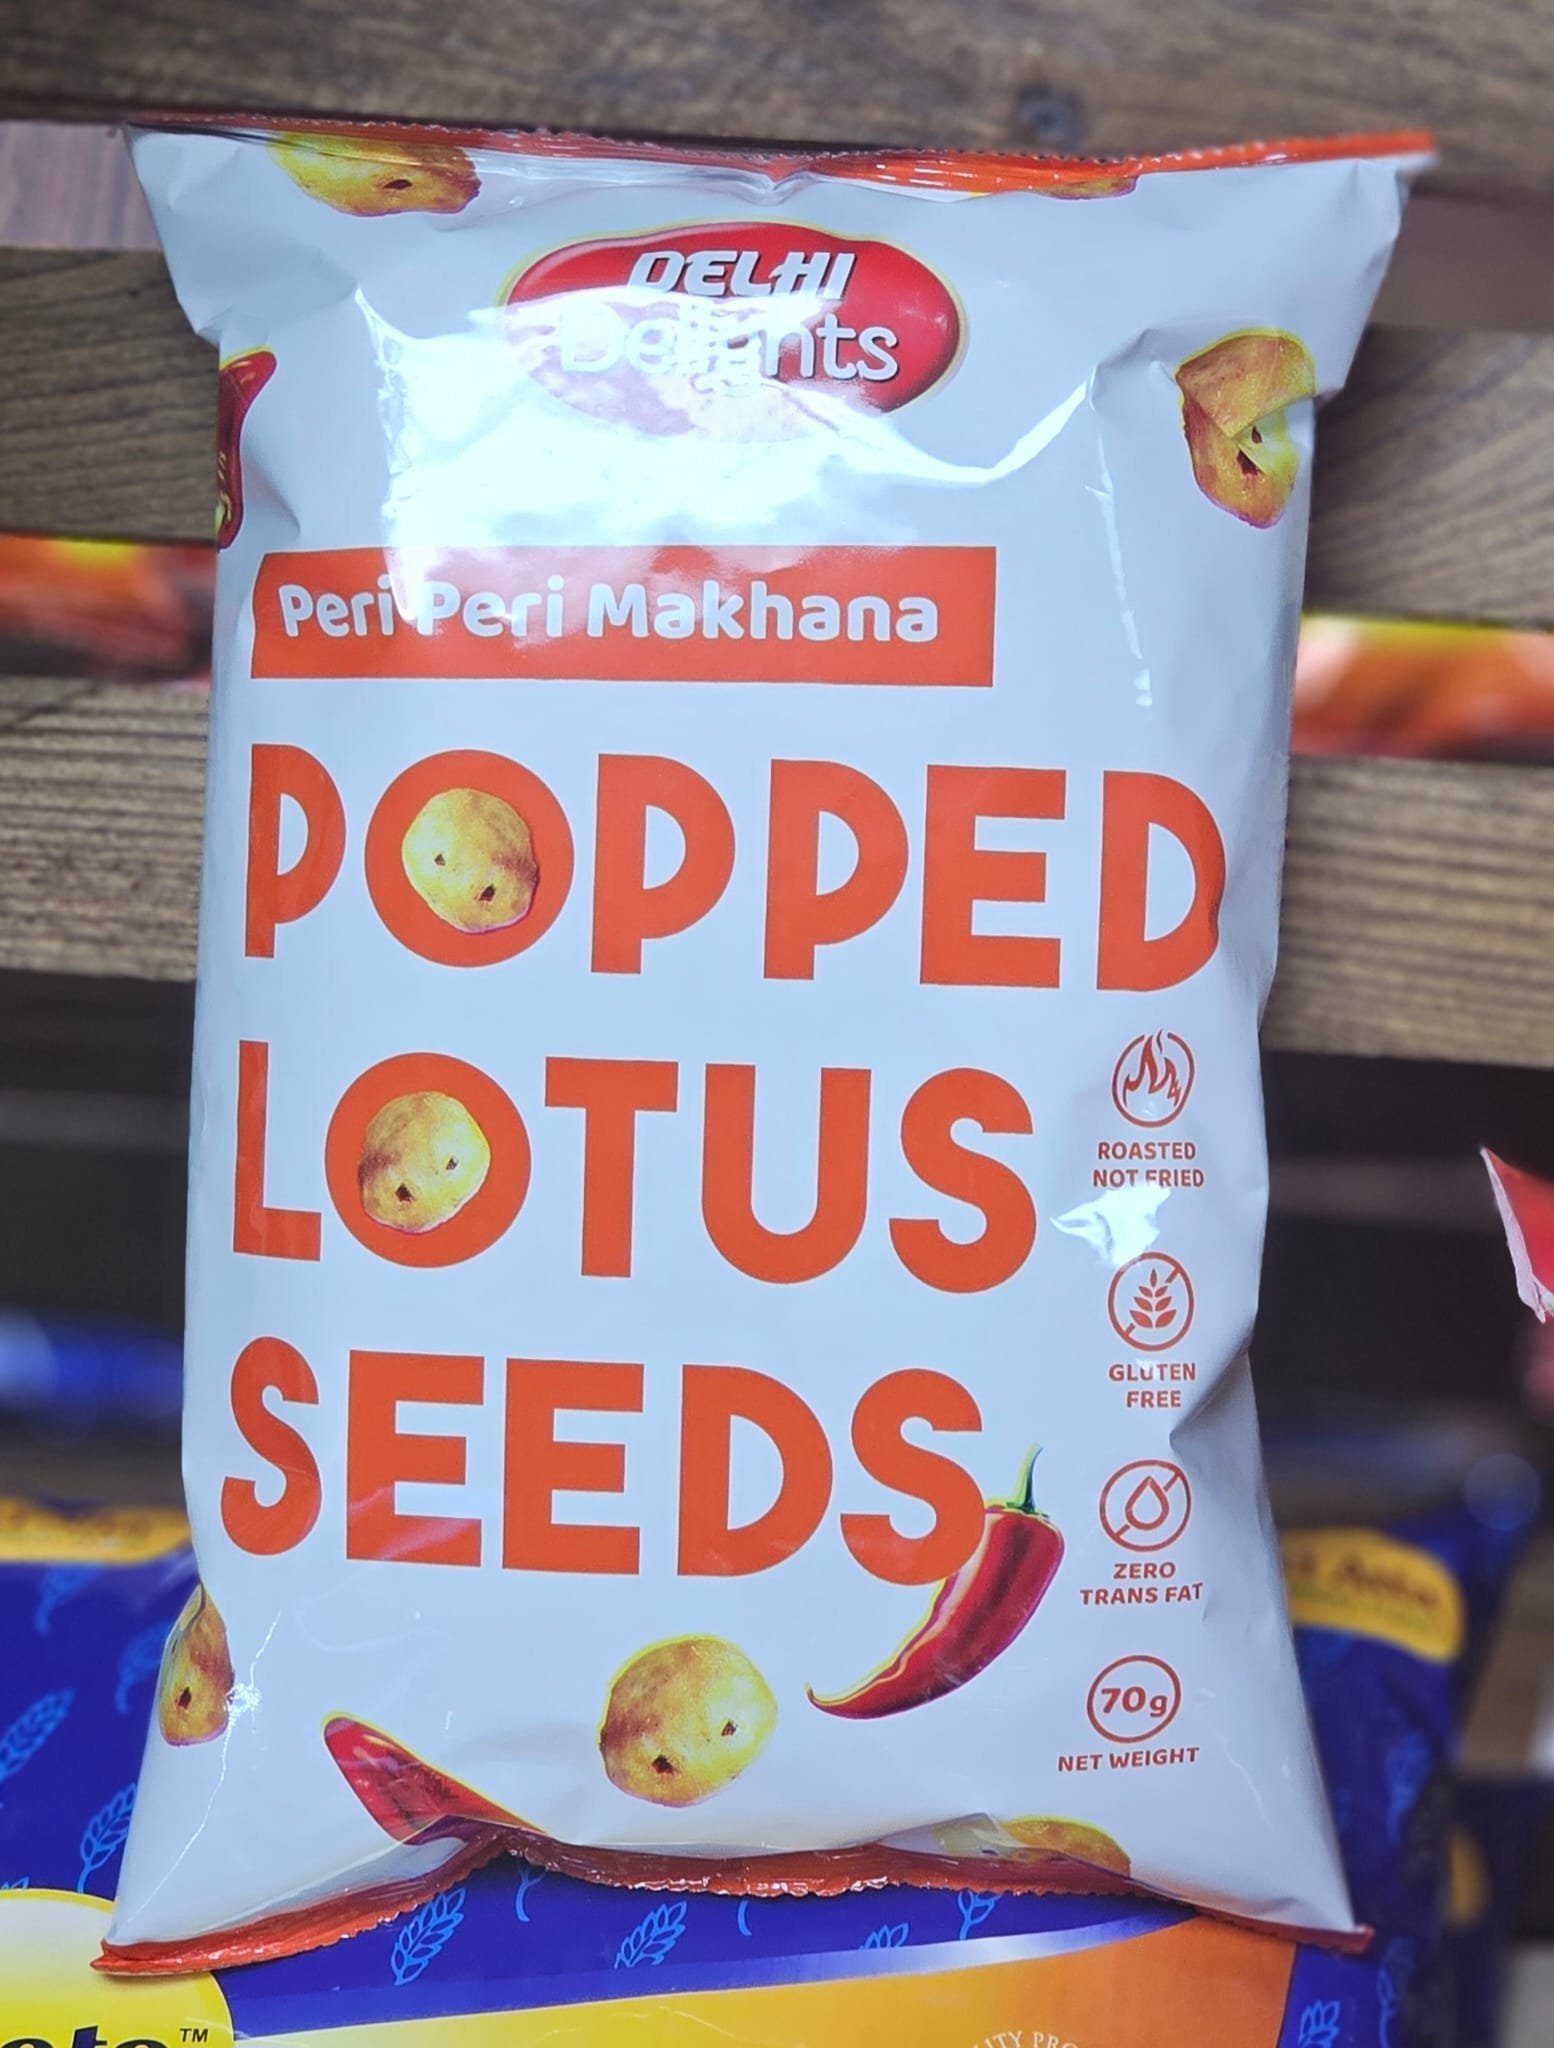 DELHI
Delights
Peri Peri Makhana
POPPED
LOTUS
SEEDS
ROASTED
NOT FRIED
GLUTEN
FREE
ZERO
TRANS FAT
70g
NET WEIGHT
TM